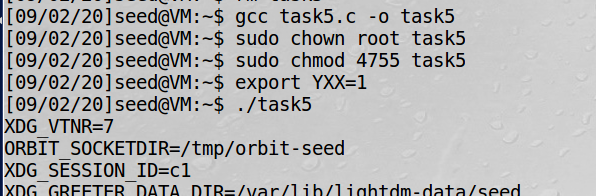 [09/02/20]seed@VM:~$ gcc task5.c -o task5
[09/02/20]seed@VM:~$ sudo chown root task5
[09/02/20]seed@VM:~$ sudo chmod 4755 task5
[09/02/20]seed@VM:~$ export YXX=1
[09/02/20]seed@VM:~$ ./task5
XDG_VTNR=7
ORBIT_SOCKETDIR=/tmp/orbit-seed
XDG_SESSION_ID=c1
XDG_GREETER_DATA_DIR=/var/lib/lightdm-data/seed